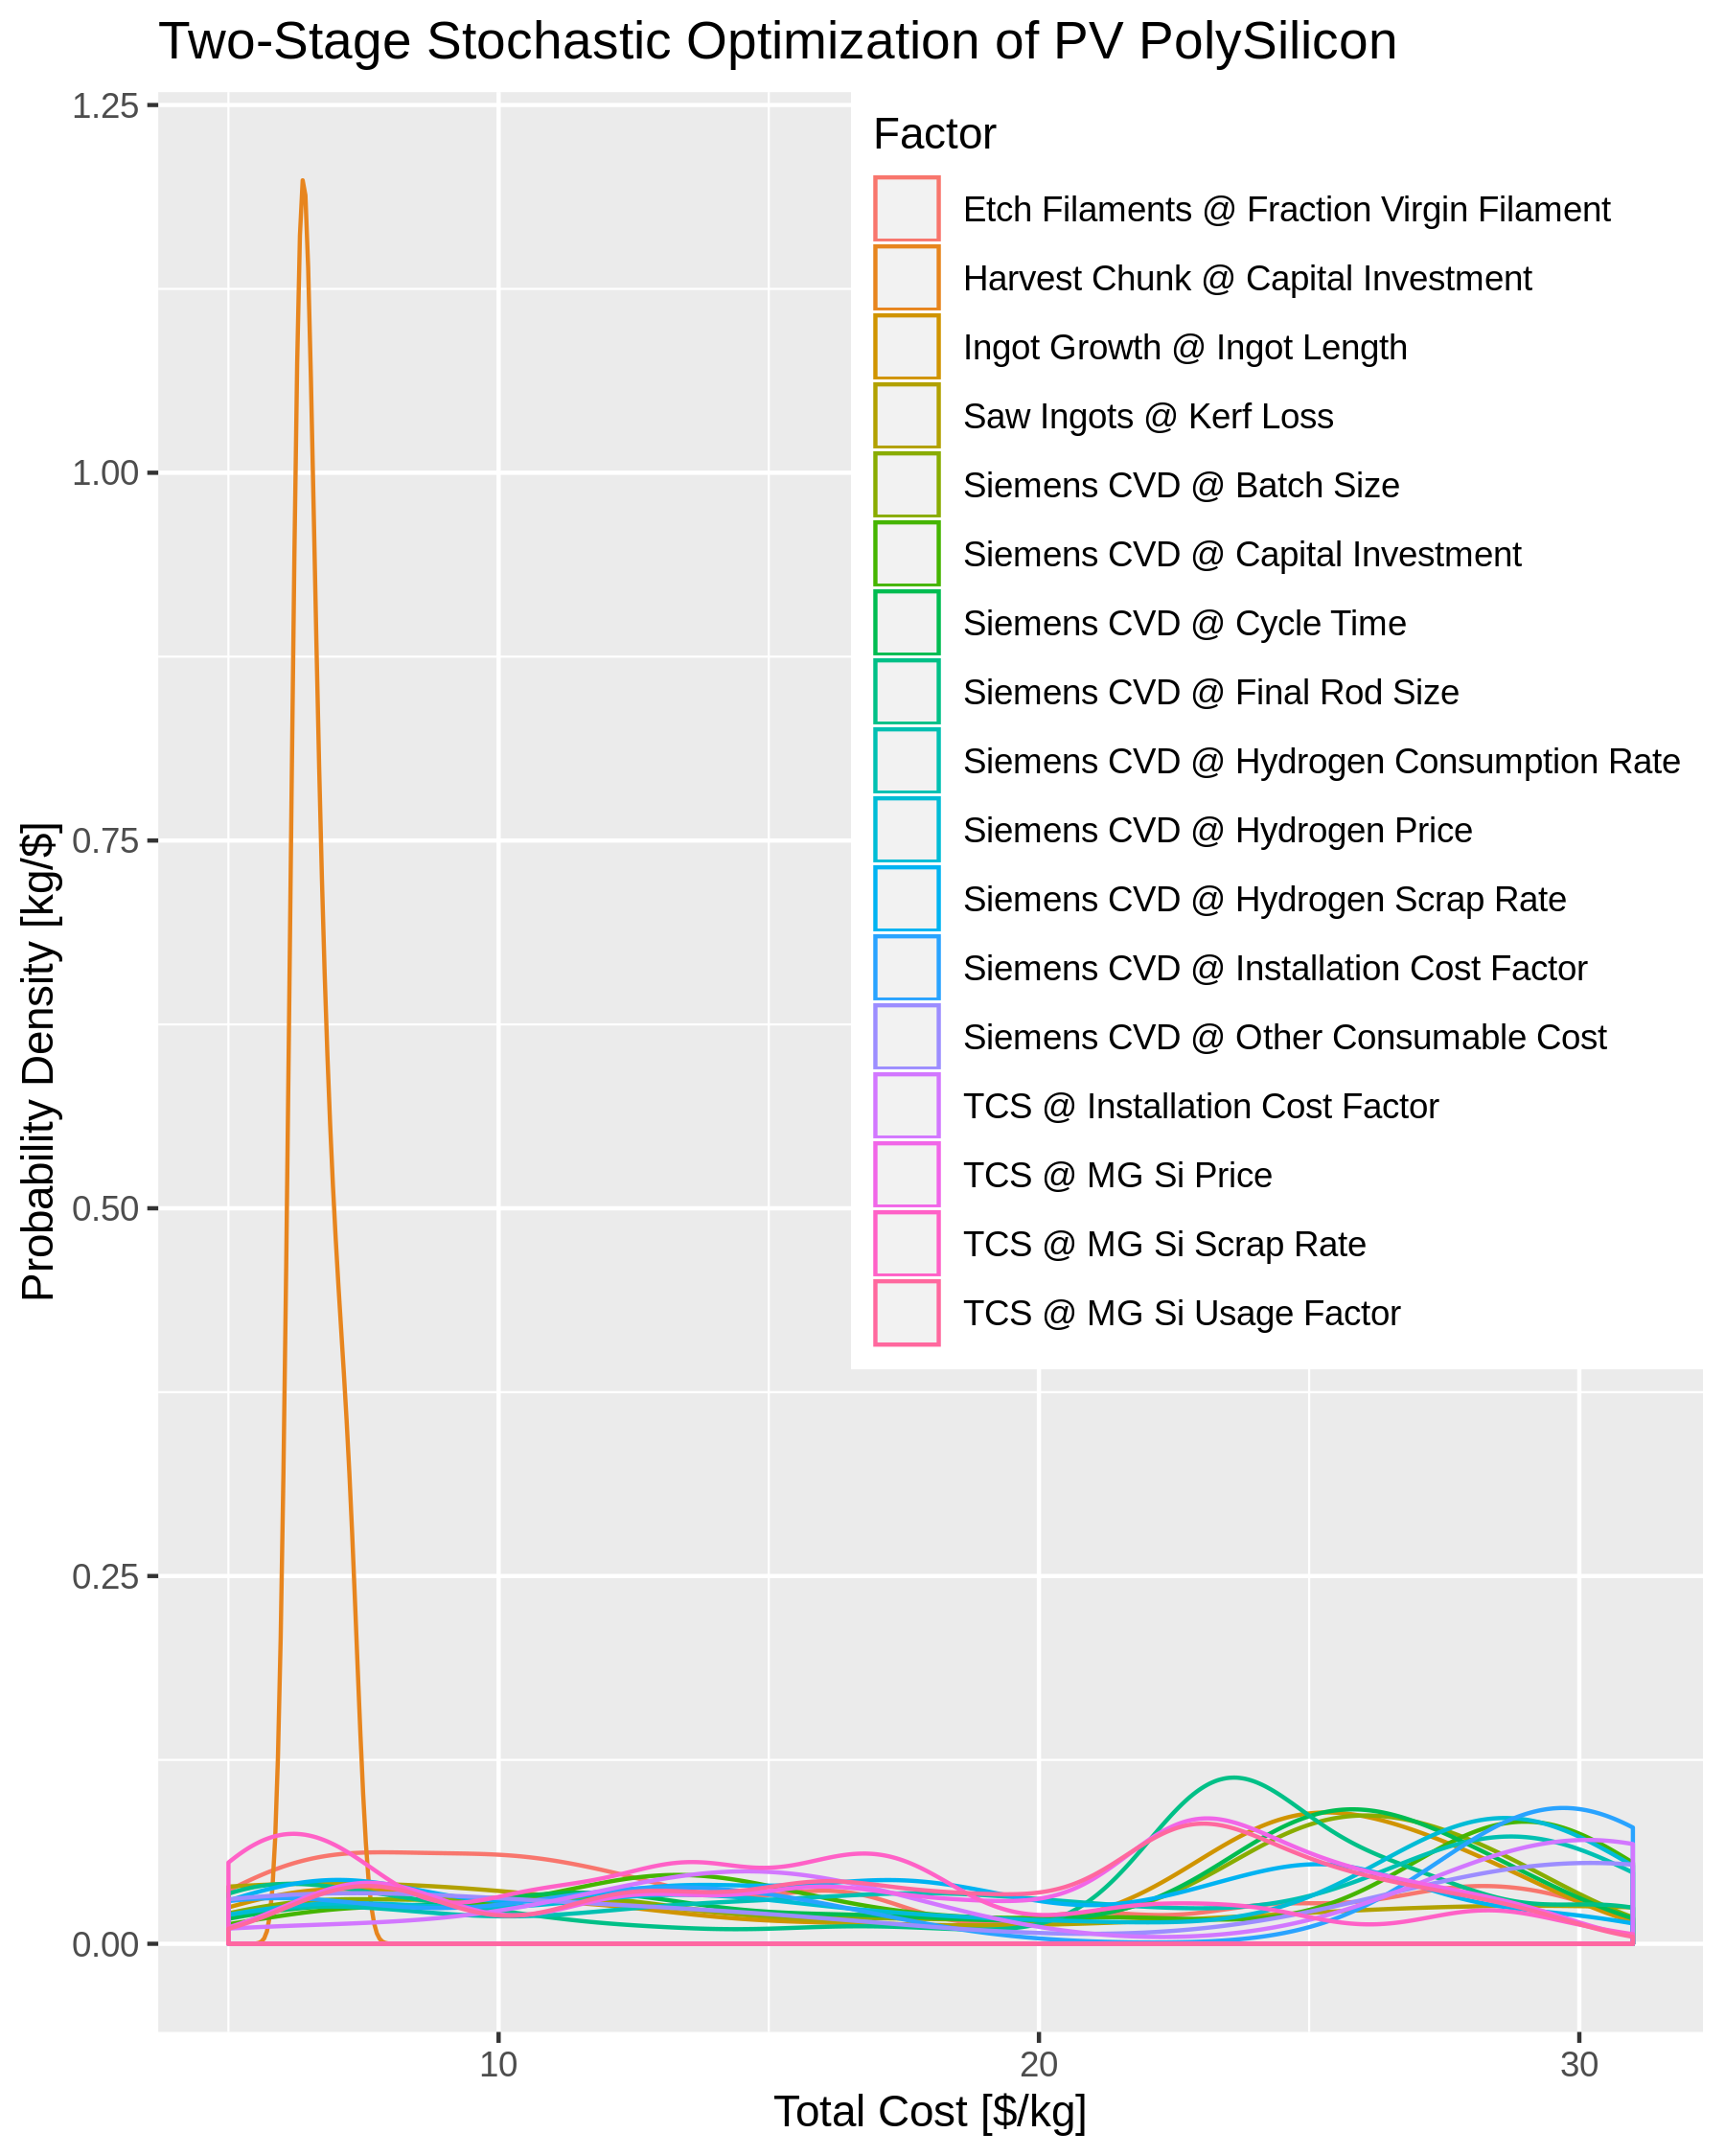 Two-Stage Stochastic Optimization of PV PolySilicon
1.25
1.00
0.75
0.50
0.25
0.00
Probability Density [kg/$]
Factor
Etch Filaments @ Fraction Virgin Filament
Harvest Chunk @ Capital Investment
Ingot Growth @ Ingot Length
Saw Ingots @ Kerf Loss
Siemens CVD @ Batch Size
Siemens CVD @ Capital Investment
Siemens CVD @ Cycle Time
Siemens CVD @ Final Rod Size
Siemens CVD @ Hydrogen Consumption Rate
Siemens CVD @ Hydrogen Price
Siemens CVD @ Hydrogen Scrap Rate
Siemens CVD @ Installation Cost Factor
Siemens CVD @ Other Consumable Cost
TCS @ Installation Cost Factor
TCS @ MG Si Price
TCS @ MG Si Scrap Rate
TCS @ MG Si Usage Factor
10
20
30
Total Cost [$/kg]